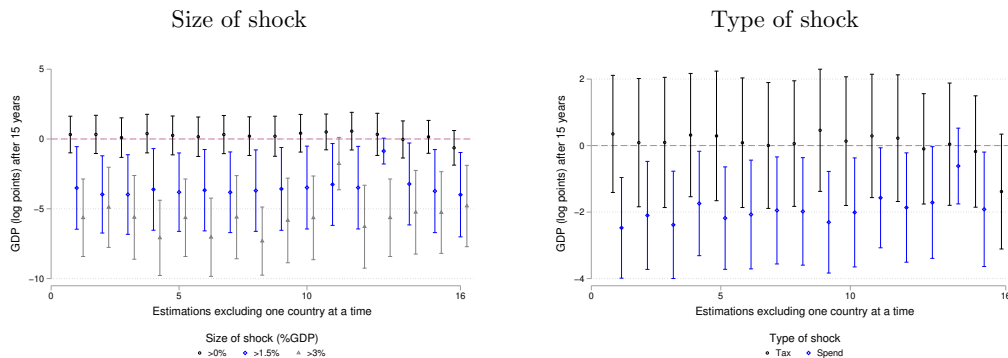 Size of shock
GDP (log points) after 15 years
5
0
−5
−10
0
5
10
16
Estimations excluding one country at a time
Size of shock (%GDP)
>0% >1.5% >3%
Type of shock
GDP (log points) after 15 years
2
0
−2
−4
0
5
10
16
Estimations excluding one country at a time
Type of shock
Tax Spend